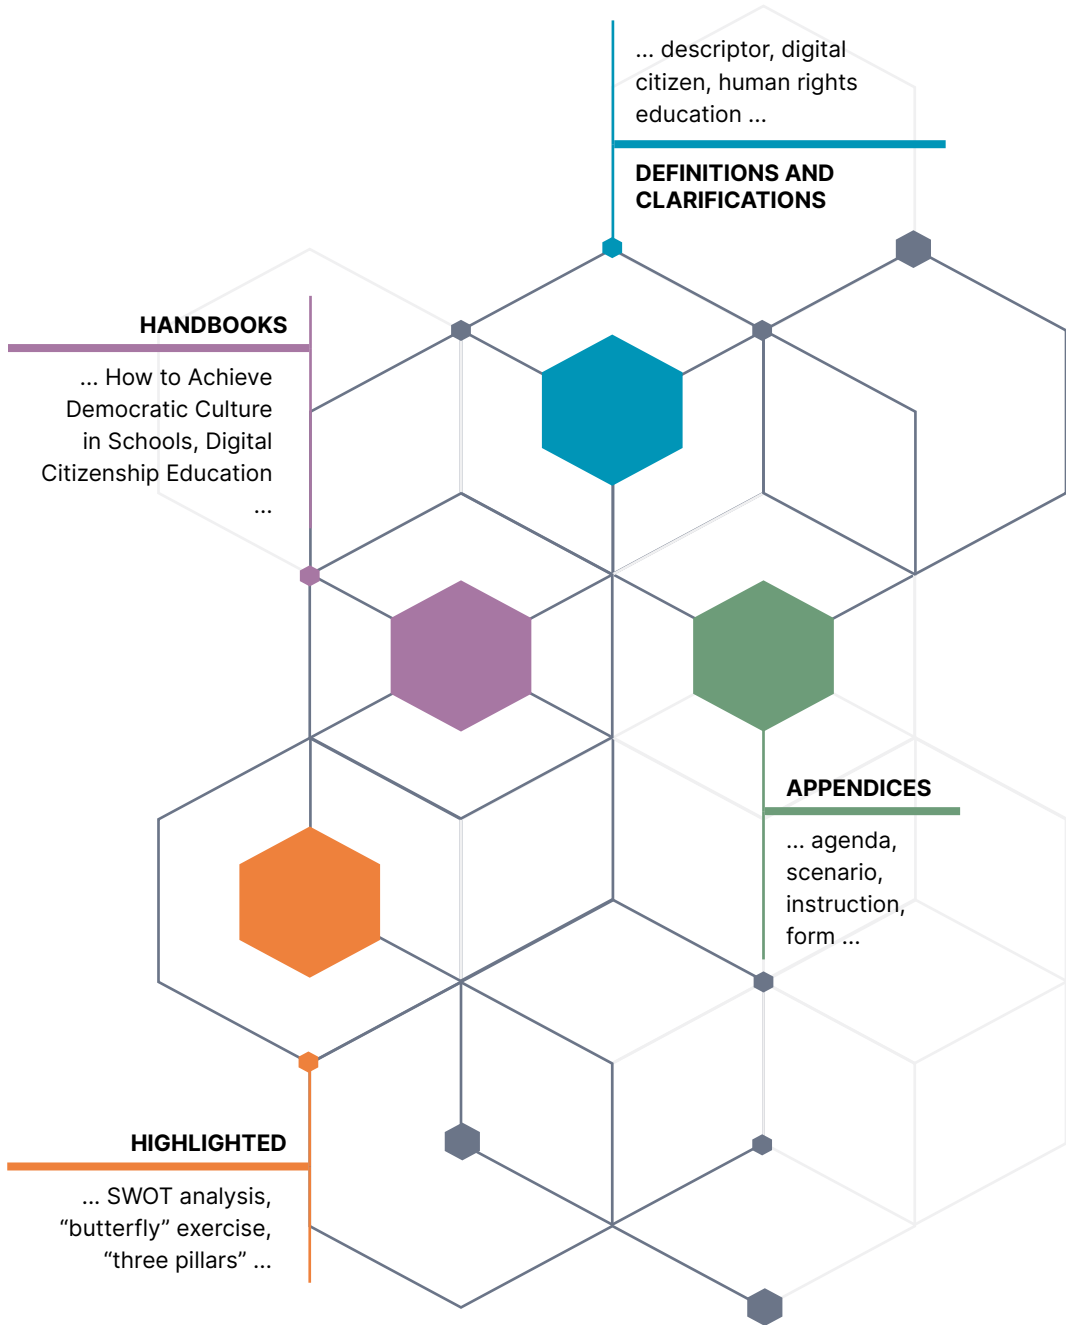 ... descriptor, digital
citizen, human rights
education ...
DEFINITIONS AND
CLARIFICATIONS
HANDBOOKS
... How to Achieve
Democratic Culture
in Schools, Digital
Citizenship Education
...
APPENDICES
... agenda,
scenario,
instruction,
form ...
HIGHLIGHTED
... SWOT analysis,
“butterfly” exercise,
“three pillars” ...